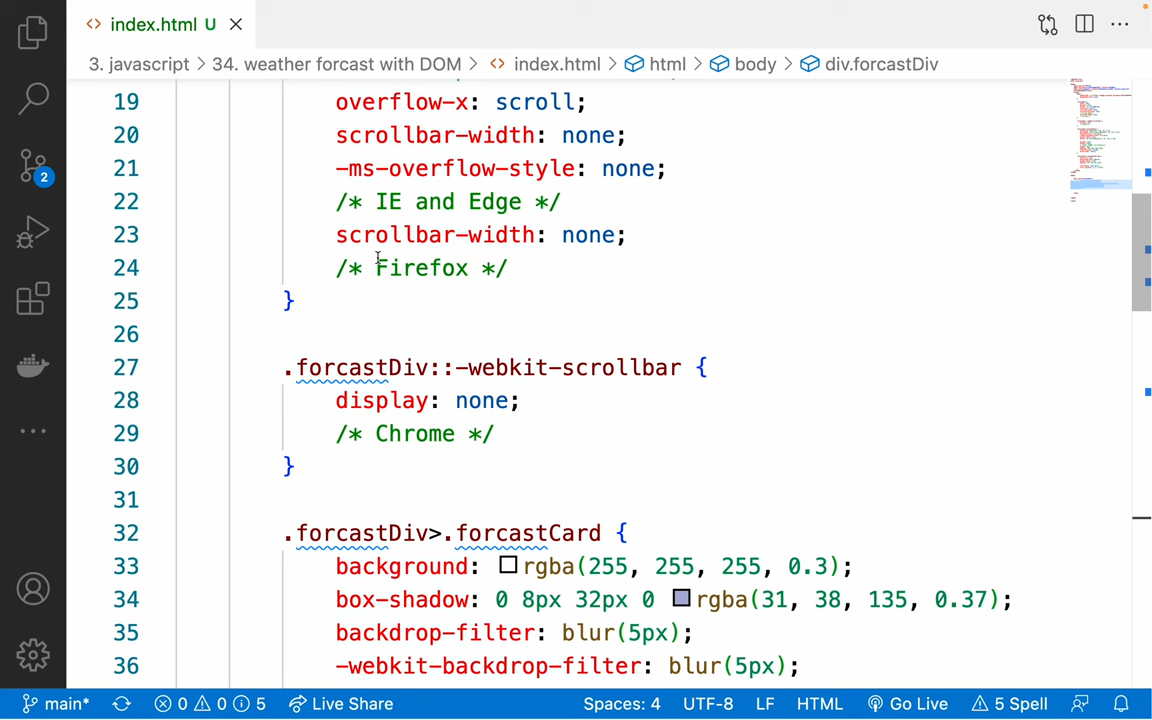 index.html U
3. javascript > 34. weather forcast with DOM > index.html > html > body > div.forcastDiv
19 overflow-x: scroll;
20 scrollbar-width: none;
21 -ms-overflow-style: none;
22 /* IE and Edge */
23 scrollbar-width: none;
24 /* Firefox */
25 }
26
27 .forcastDiv::-webkit-scrollbar {
28 display: none;
29 /* Chrome */
30 }
31
32 .forcastDiv>.forcastCard {
33 background: rgba(255, 255, 255, 0.3);
34 box-shadow: 0 8px 32px 0 rgba(31, 38, 135, 0.37);
35 backdrop-filter: blur(5px);
36 -webkit-backdrop-filter: blur(5px);
2
main* 0 0 5 Live Share Spaces: 4 UTF-8 LF HTML Go Live 5 Spell